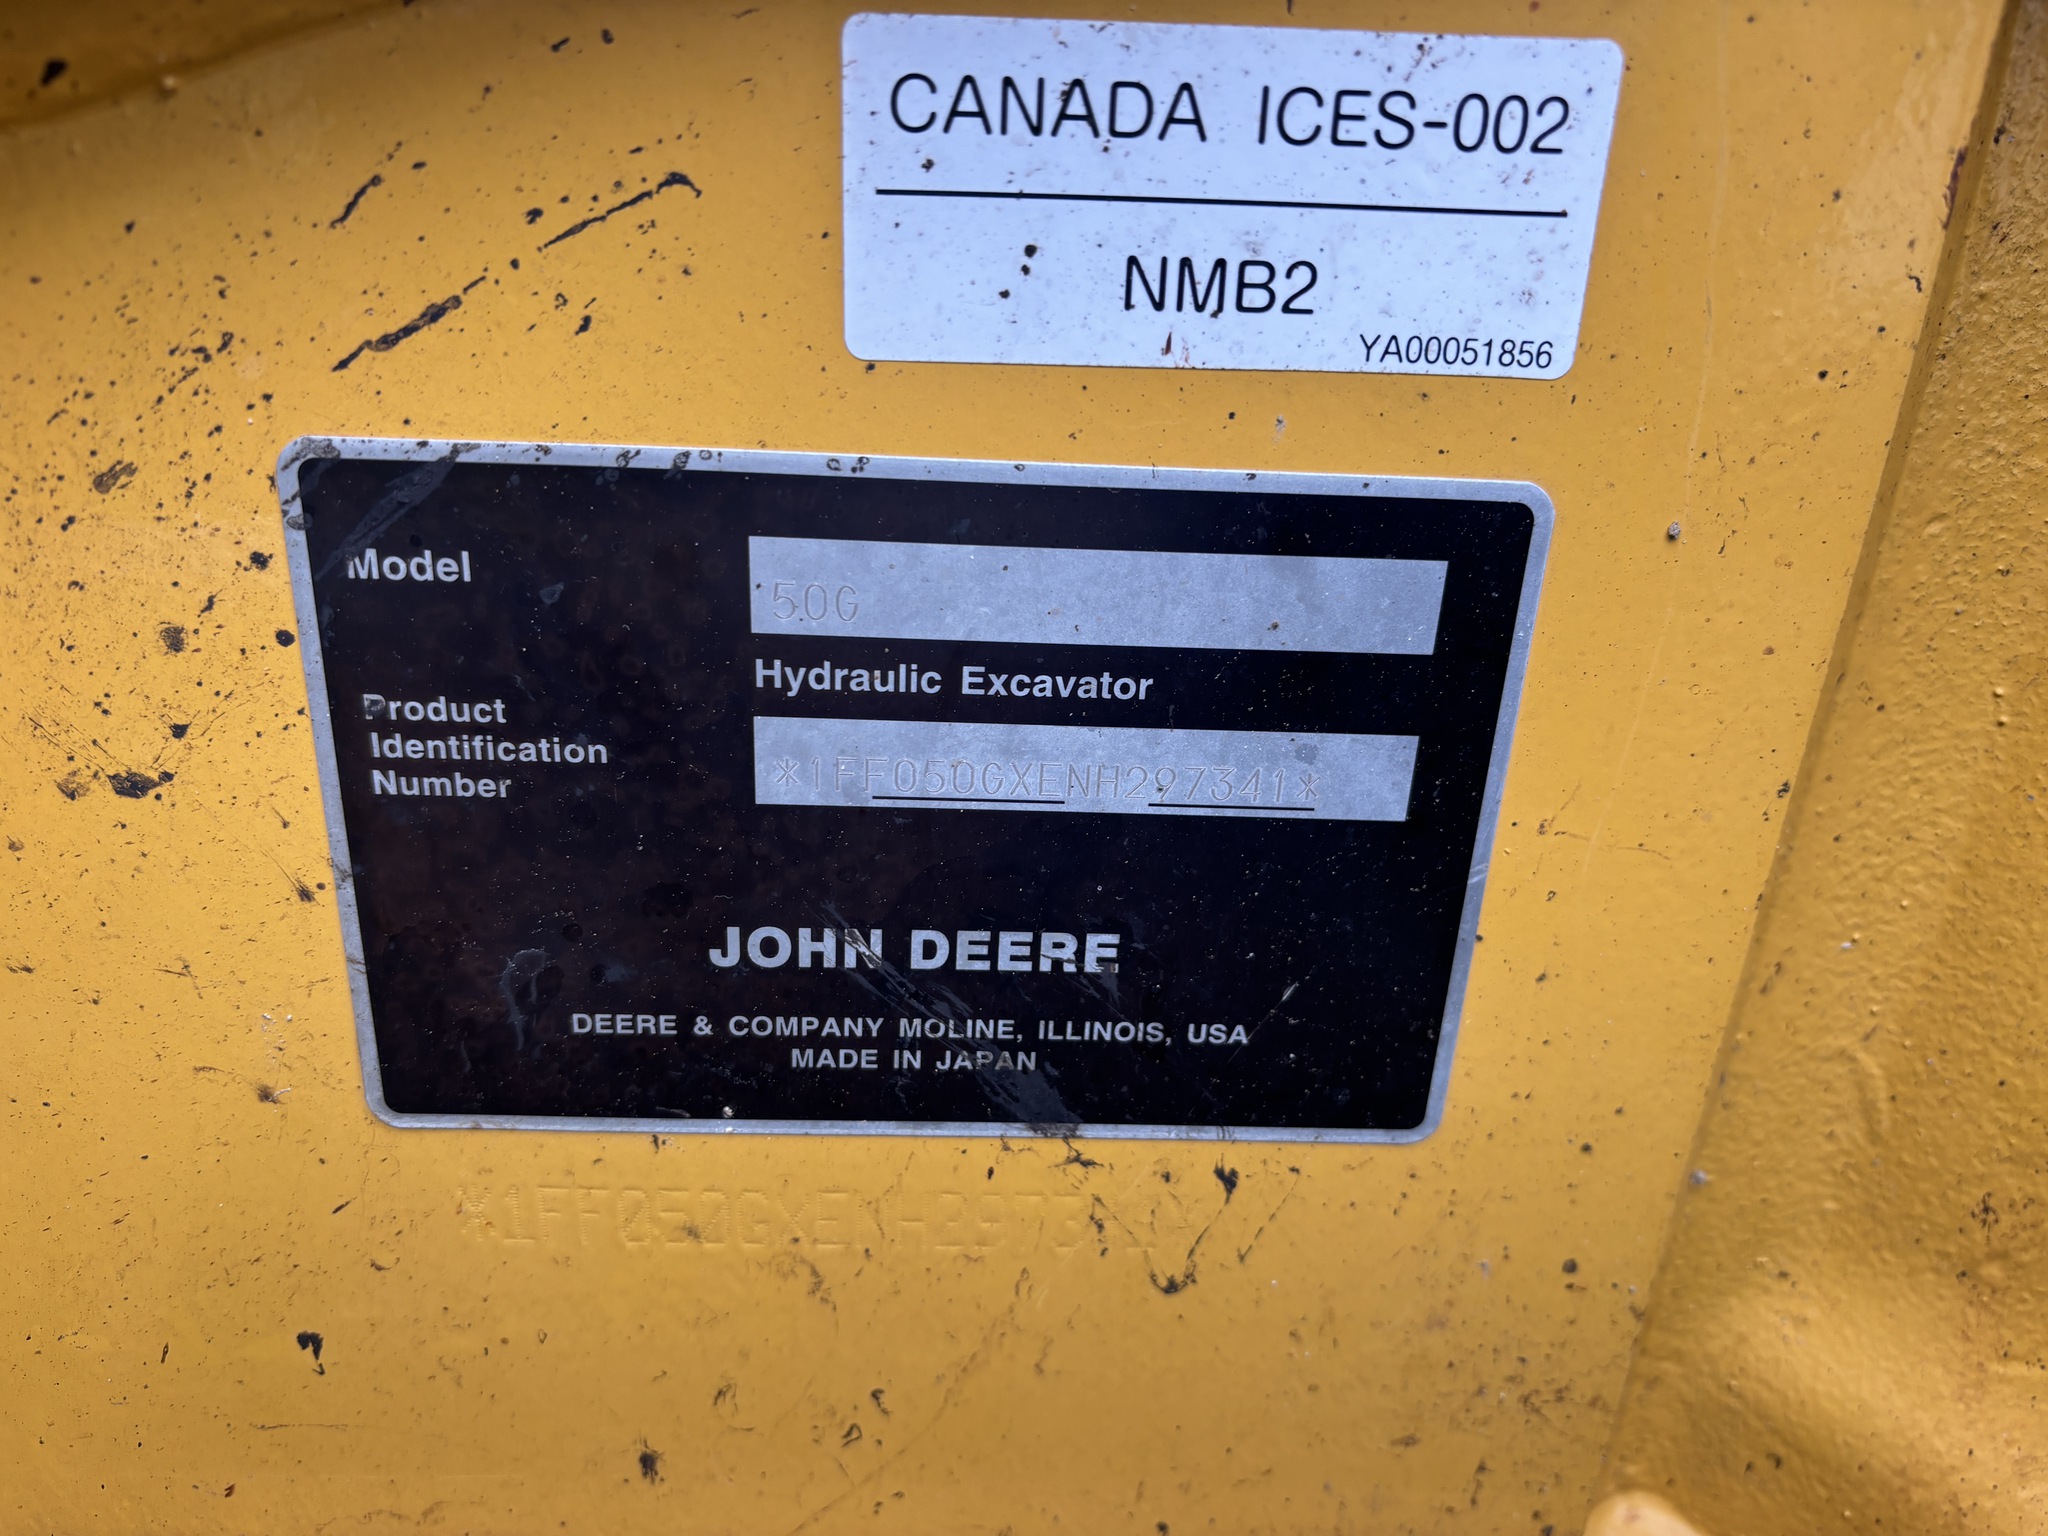 CANADA ICES-002
NMB2
YA00051856
Model
50G
Hydraulic Excavator
Product
Identification
Number
*1FF050GXENH297341*
JOHN DEERE
DEERE & COMPANY MOLINE, ILLINOIS, USA
MADE IN JAPAN